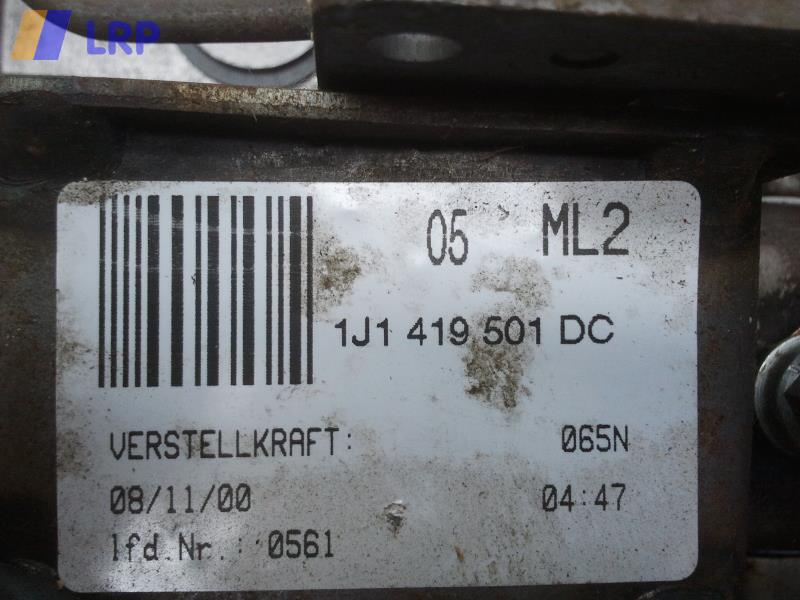 LRP
05 ML2
1J1 419 501 DC
VERSTELLKRAFT: 065N
08/11/00 04:47
lfd.Nr.: 0561